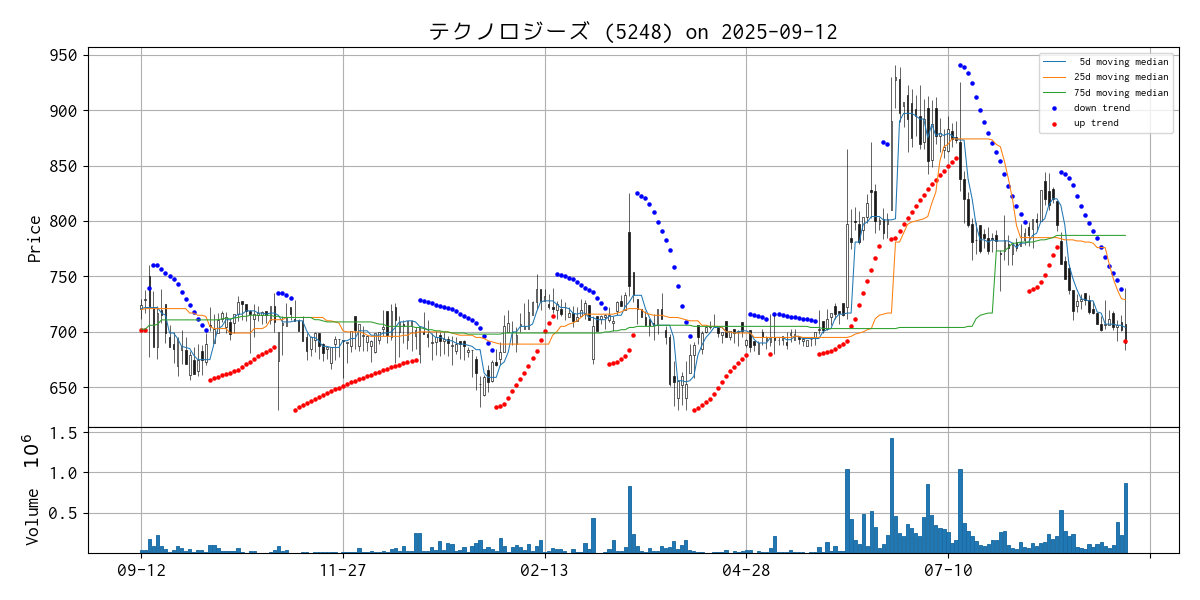 テクノロジーズ (5248) on 2025-09-12
950
900
850
800
750
700
650
Price
5d moving median
25d moving median
75d moving median
down trend
up trend
1.5
1.0
0.5
Volume 10^6
09-12
11-27
02-13
04-28
07-10